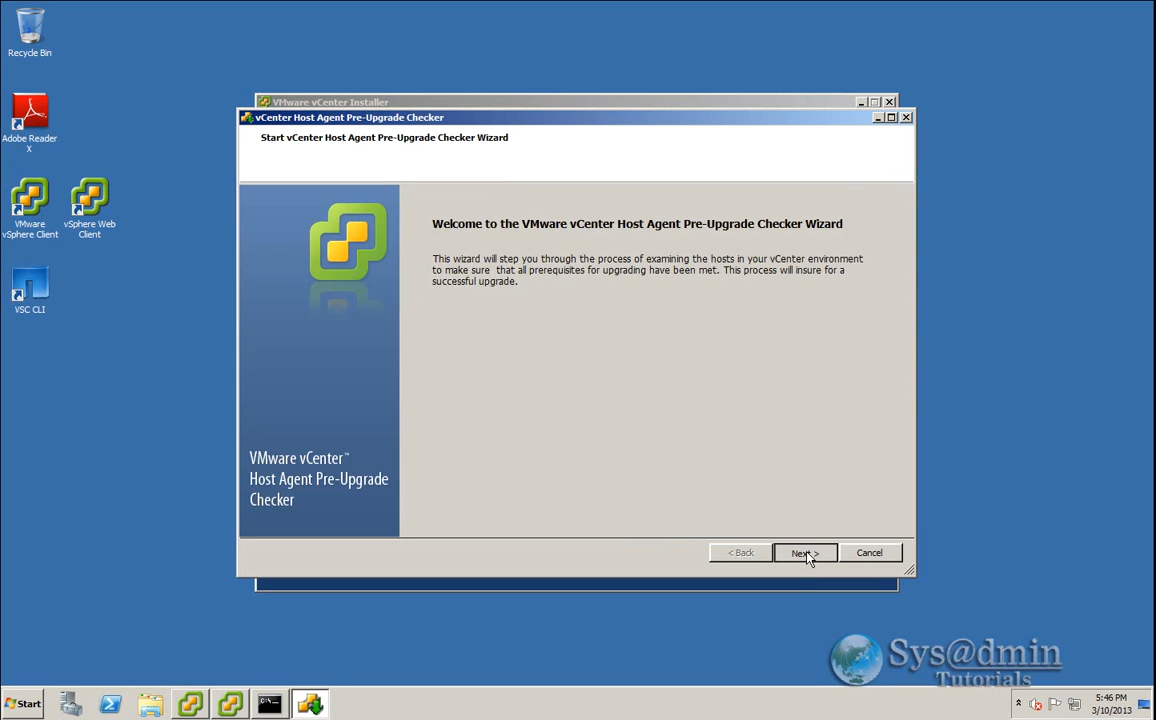 Recycle Bin
Adobe Reader
X
VMware
vSphere Client
vSphere Web
Client
VSC CLI
VMware vCenter Installer
vCenter Host Agent Pre-Upgrade Checker
Start vCenter Host Agent Pre-Upgrade Checker Wizard
Welcome to the VMware vCenter Host Agent Pre-Upgrade Checker Wizard
This wizard will step you through the process of examining the hosts in your vCenter environment
to make sure that all prerequisites for upgrading have been met. This process will insure for a
successful upgrade.
VMware vCenter™
Host Agent Pre-Upgrade
Checker
< Back
Next >
Cancel
Sys@dmin
Tutorials
Start
5:46 PM
3/10/2013